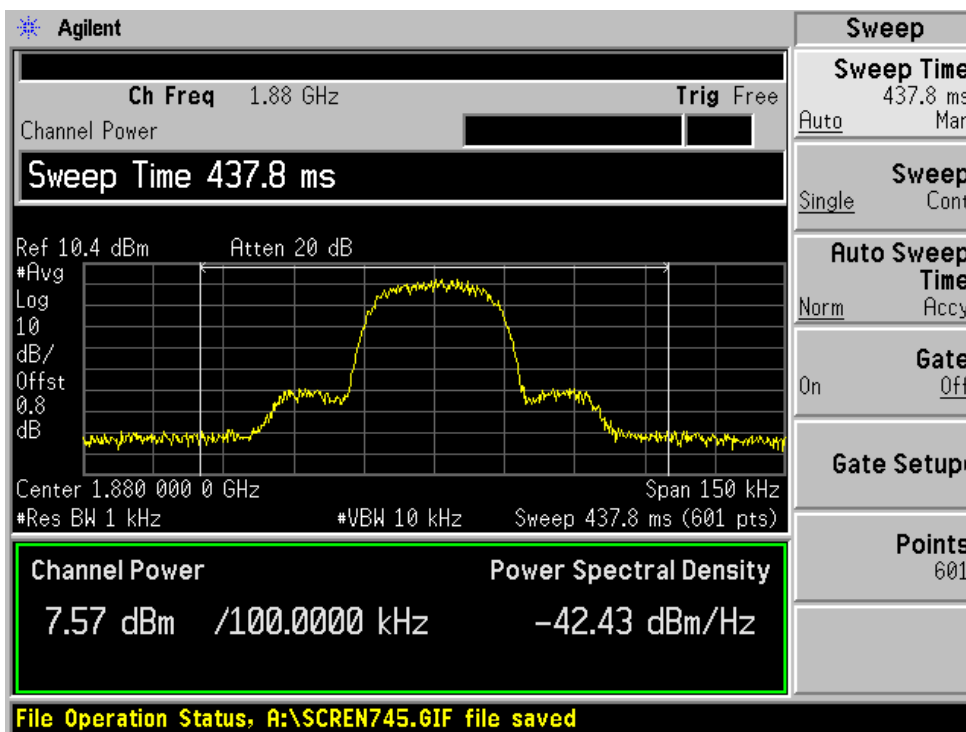 Agilent
Sweep
Ch Freq 1.88 GHz
Trig Free
Channel Power
Sweep Time 437.8 ms
Ref 10.4 dBm
Atten 20 dB
#Avg
Log
10
dB/
Offst
0.8
dB
Center 1.880 000 0 GHz
Span 150 kHz
#Res BW 1 kHz
#VBW 10 kHz
Sweep 437.8 ms (601 pts)
Channel Power
Power Spectral Density
7.57 dBm /100.0000 kHz
-42.43 dBm/Hz
File Operation Status, A:\SCREN745.GIF file saved
Sweep Time
437.8 ms
Auto Man
Sweep
Single Cont
Auto Sweep
Time
Norm Accy
Gate
On Off
Gate Setup
Points
601